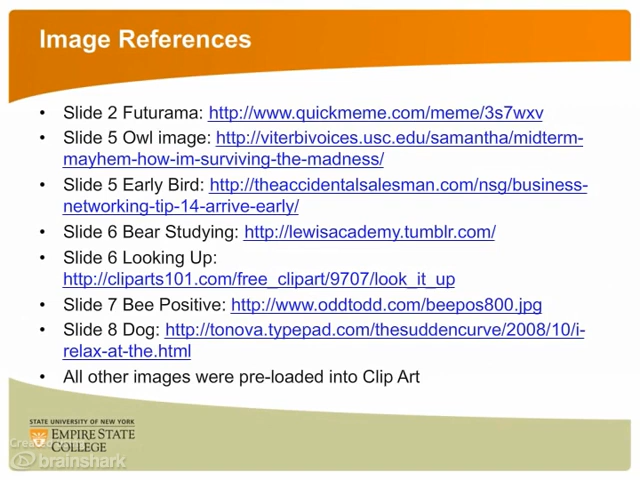 Image References
• Slide 2 Futurama: http://www.quickmeme.com/meme/3s7wxv
• Slide 5 Owl image: http://viterbivoices.usc.edu/samantha/midterm-
mayhem-how-im-surviving-the-madness/
• Slide 5 Early Bird: http://theaccidentalsalesman.com/nsg/business-
networking-tip-14-arrive-early/
• Slide 6 Bear Studying: http://lewisacademy.tumblr.com/
• Slide 6 Looking Up:
http://cliparts101.com/free_clipart/9707/look_it_up
• Slide 7 Bee Positive: http://www.oddtodd.com/beepos800.jpg
• Slide 8 Dog: http://tonova.typepad.com/thesuddencurve/2008/10/i-
relax-at-the.html
• All other images were pre-loaded into Clip Art
STATE UNIVERSITY OF NEW YORK
EMPIRE STATE
COLLEGE
brainshark